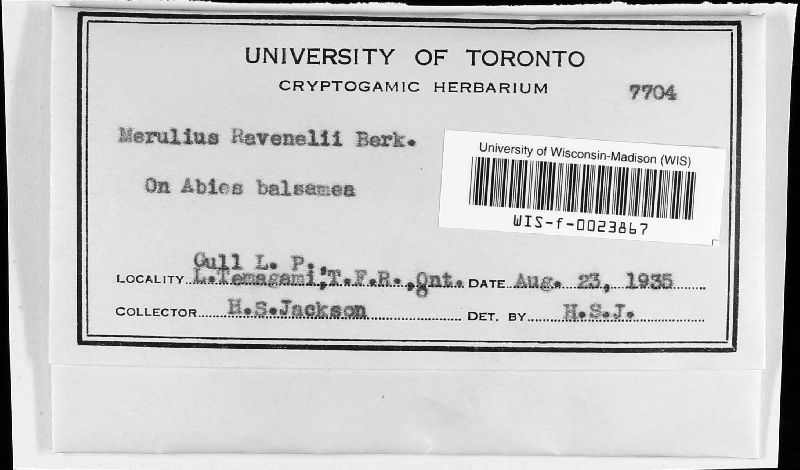 UNIVERSITY OF TORONTO
CRYPTOGAMIC HERBARIUM
7704
Merulius Ravenelii Berk.
On Abies balsamea
University of Wisconsin-Madison (WIS)
WIS-f-0023867
Gull L. P.,
LOCALITY L.Temagami, T.F.R., Ont. DATE Aug. 23, 1935
COLLECTOR H.S.Jackson DET. BY H.S.J.